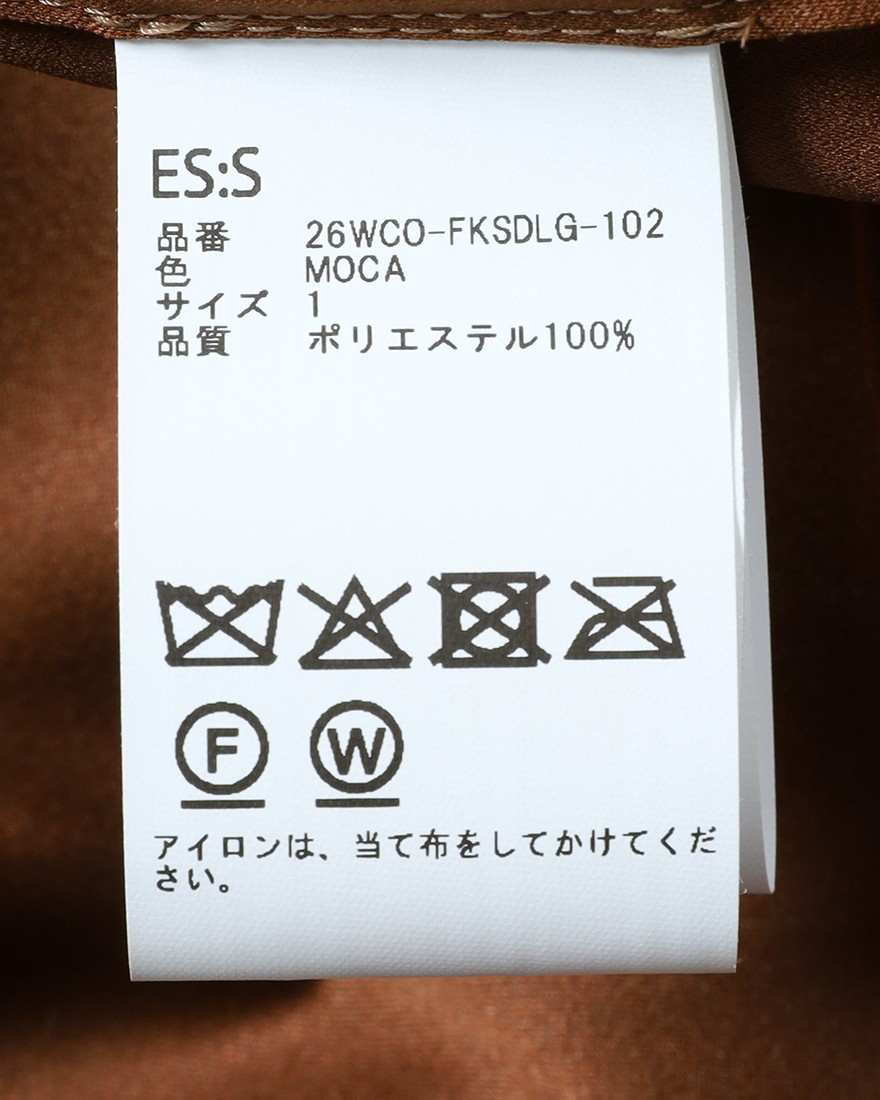 ES:S
品番 26WCO-FKSDLG-102
色 MOCA
サイズ 1
品質 ポリエステル100%
F W
アイロンは、当て布をしてかけてくだ
さい。